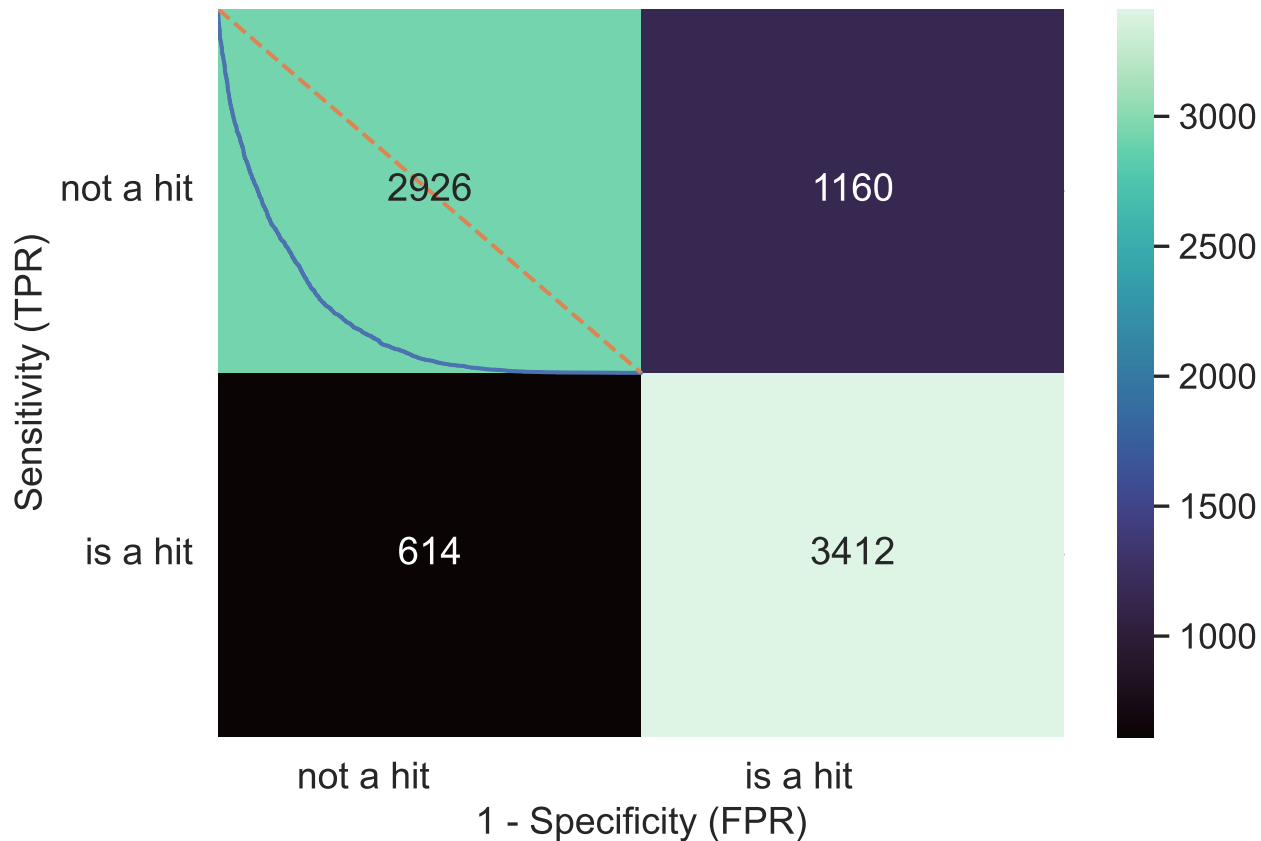 3000
not a hit
2926
1160
2500
Sensitivity (TPR)
2000
1500
is a hit
614
3412
1000
not a hit
is a hit
1 - Specificity (FPR)